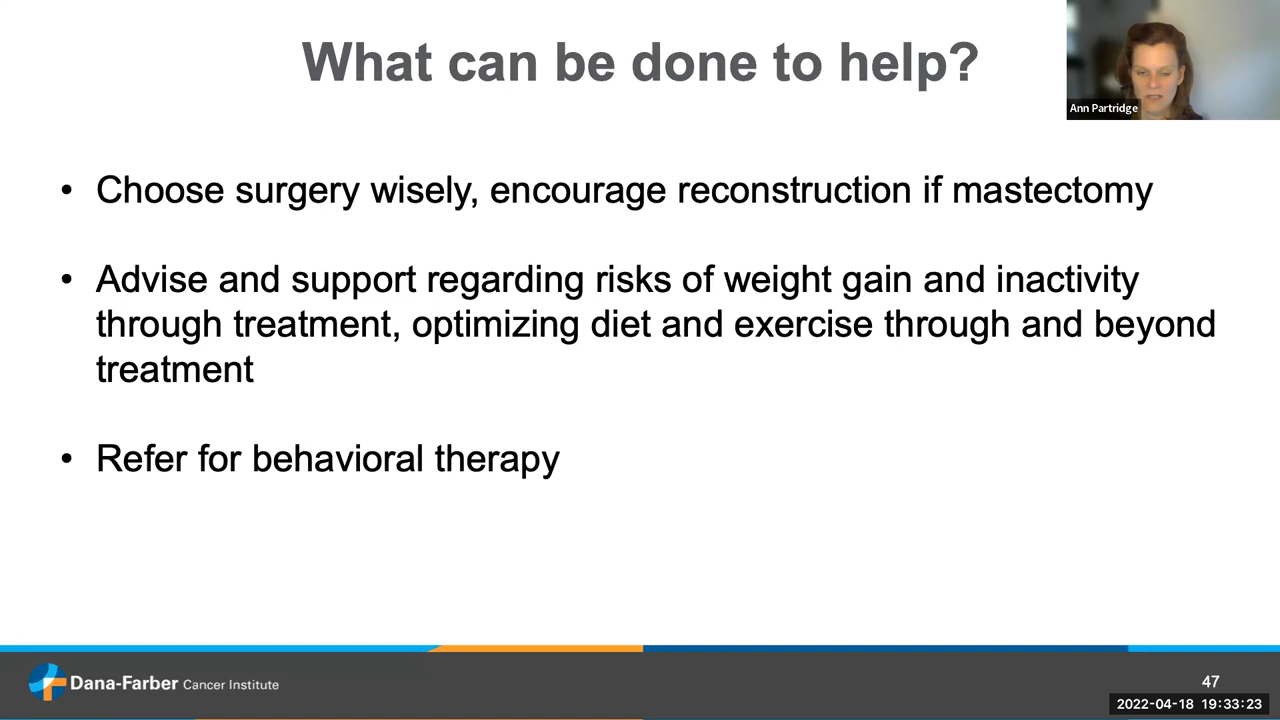 What can be done to help?
Ann Partridge
• Choose surgery wisely, encourage reconstruction if mastectomy
• Advise and support regarding risks of weight gain and inactivity
through treatment, optimizing diet and exercise through and beyond
treatment
• Refer for behavioral therapy
Dana-Farber Cancer Institute
47
2022-04-18 19:33:23